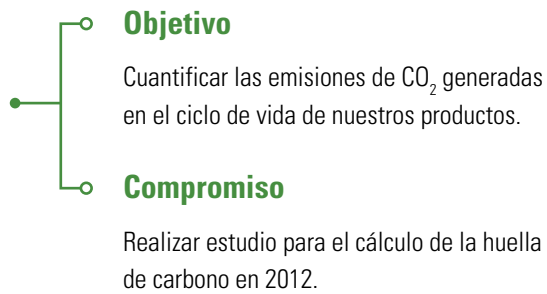 Objetivo
Cuantificar las emisiones de CO₂ generadas
en el ciclo de vida de nuestros productos.
Compromiso
Realizar estudio para el cálculo de la huella
de carbono en 2012.